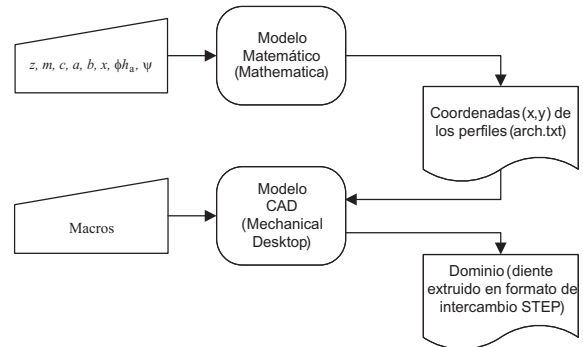 z, m, c, a, b, x, ϕhₐ, ψ
Modelo
Matemático
(Mathematica)
Coordenadas (x,y) de
los perfiles (arch.txt)
Macros
Modelo
CAD
(Mechanical
Desktop)
Dominio (diente
extruido en formato de
intercambio STEP)